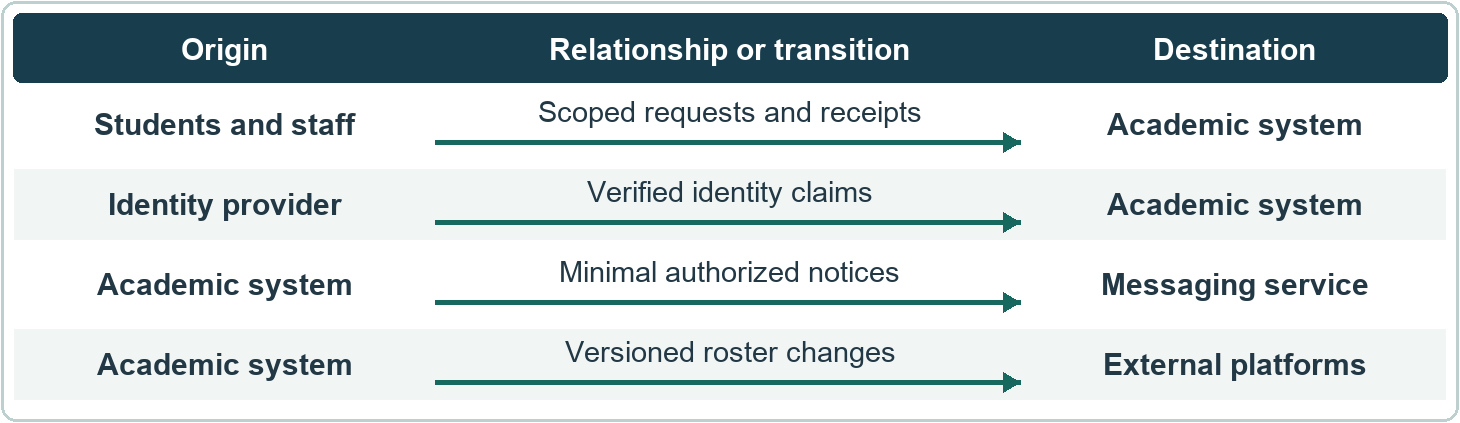 Origin Relationship or transition Destination
Students and staff Scoped requests and receipts Academic system
Identity provider Verified identity claims Academic system
Academic system Minimal authorized notices Messaging service
Academic system Versioned roster changes External platforms